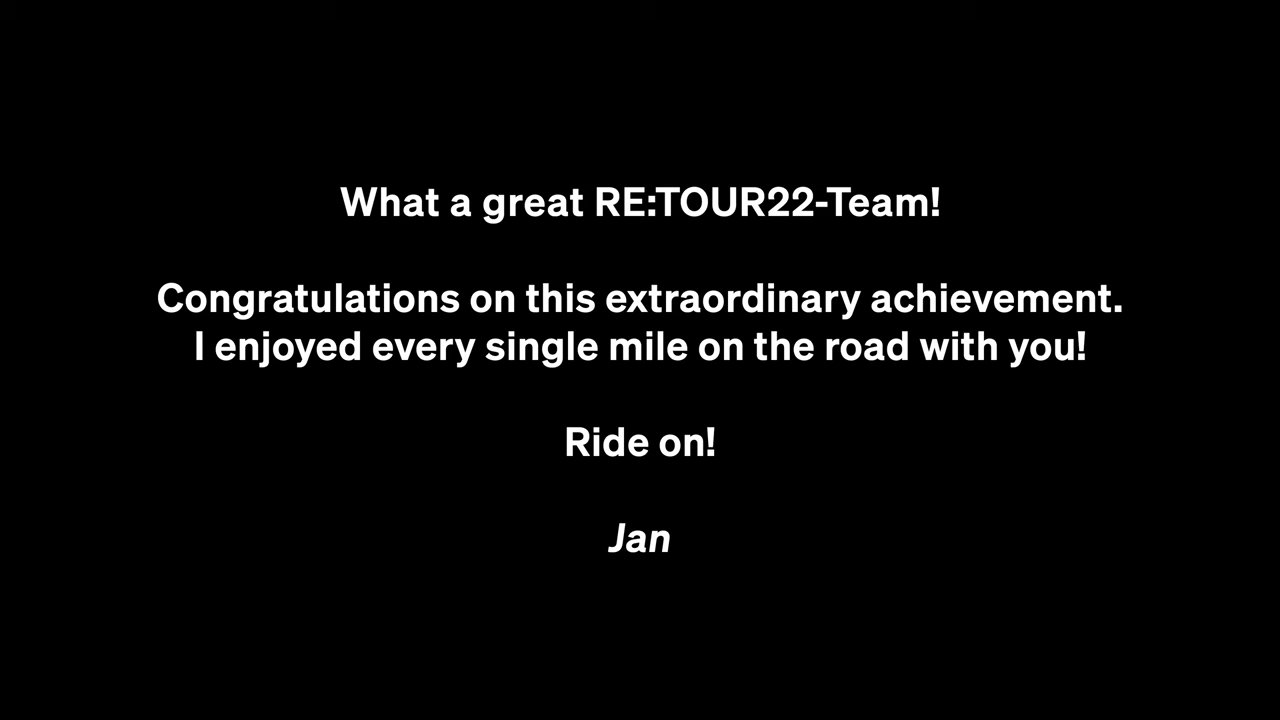 What a great RE:TOUR22-Team!
Congratulations on this extraordinary achievement.
I enjoyed every single mile on the road with you!
Ride on!
Jan